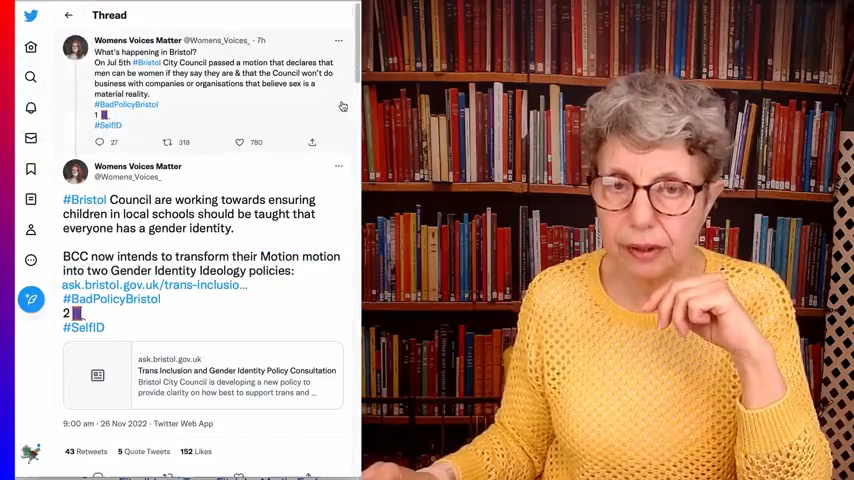 Thread
Womens Voices Matter @Womens_Voices_ · 7h
What's happening in Bristol?
On Jul 5th #Bristol City Council passed a motion that declares that
men can be women if they say they are & that the Council won't do
business with companies or organisations that believe sex is a
material reality.
#BadPolicyBristol
1
#SelfID
27 318 780
Womens Voices Matter
@Womens_Voices_
#Bristol Council are working towards ensuring
children in local schools should be taught that
everyone has a gender identity.
BCC now intends to transform their Motion motion
into two Gender Identity Ideology policies:
ask.bristol.gov.uk/trans-inclusio...
#BadPolicyBristol
2
#SelfID
ask.bristol.gov.uk
Trans Inclusion and Gender Identity Policy Consultation
Bristol City Council is developing a new policy to
provide clarity on how best to support trans and ...
9:00 am · 26 Nov 2022 · Twitter Web App
43 Retweets 5 Quote Tweets 152 Likes